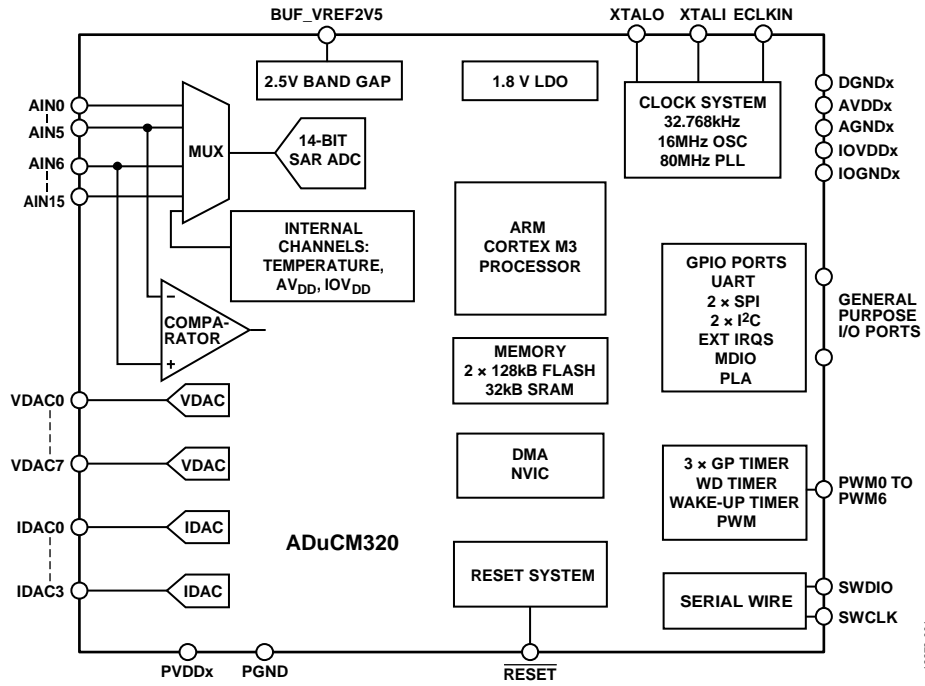 BUF_VREF2V5
XTALO XTALI ECLKIN
2.5V BAND GAP
1.8 V LDO
CLOCK SYSTEM
32.768kHz
16MHz OSC
80MHz PLL
DGNDx
AVDDx
AGNDx
IOVDDx
IOGNDx
AIN0
AIN5
AIN6
AIN15
MUX
14-BIT
SAR ADC
INTERNAL
CHANNELS:
TEMPERATURE,
AVDD, IOVDD
ARM
CORTEX M3
PROCESSOR
GPIO PORTS
UART
2 × SPI
2 × I2C
EXT IRQS
MDIO
PLA
GENERAL
PURPOSE
I/O PORTS
−
COMPA-
RATOR
+
MEMORY
2 × 128kB FLASH
32kB SRAM
VDAC0
VDAC
VDAC7
VDAC
DMA
NVIC
3 × GP TIMER
WD TIMER
WAKE-UP TIMER
PWM
PWM0 TO
PWM6
IDAC0
IDAC
IDAC3
IDAC
ADuCM320
RESET SYSTEM
SERIAL WIRE
SWDIO
SWCLK
PVDDx
PGND
RESET